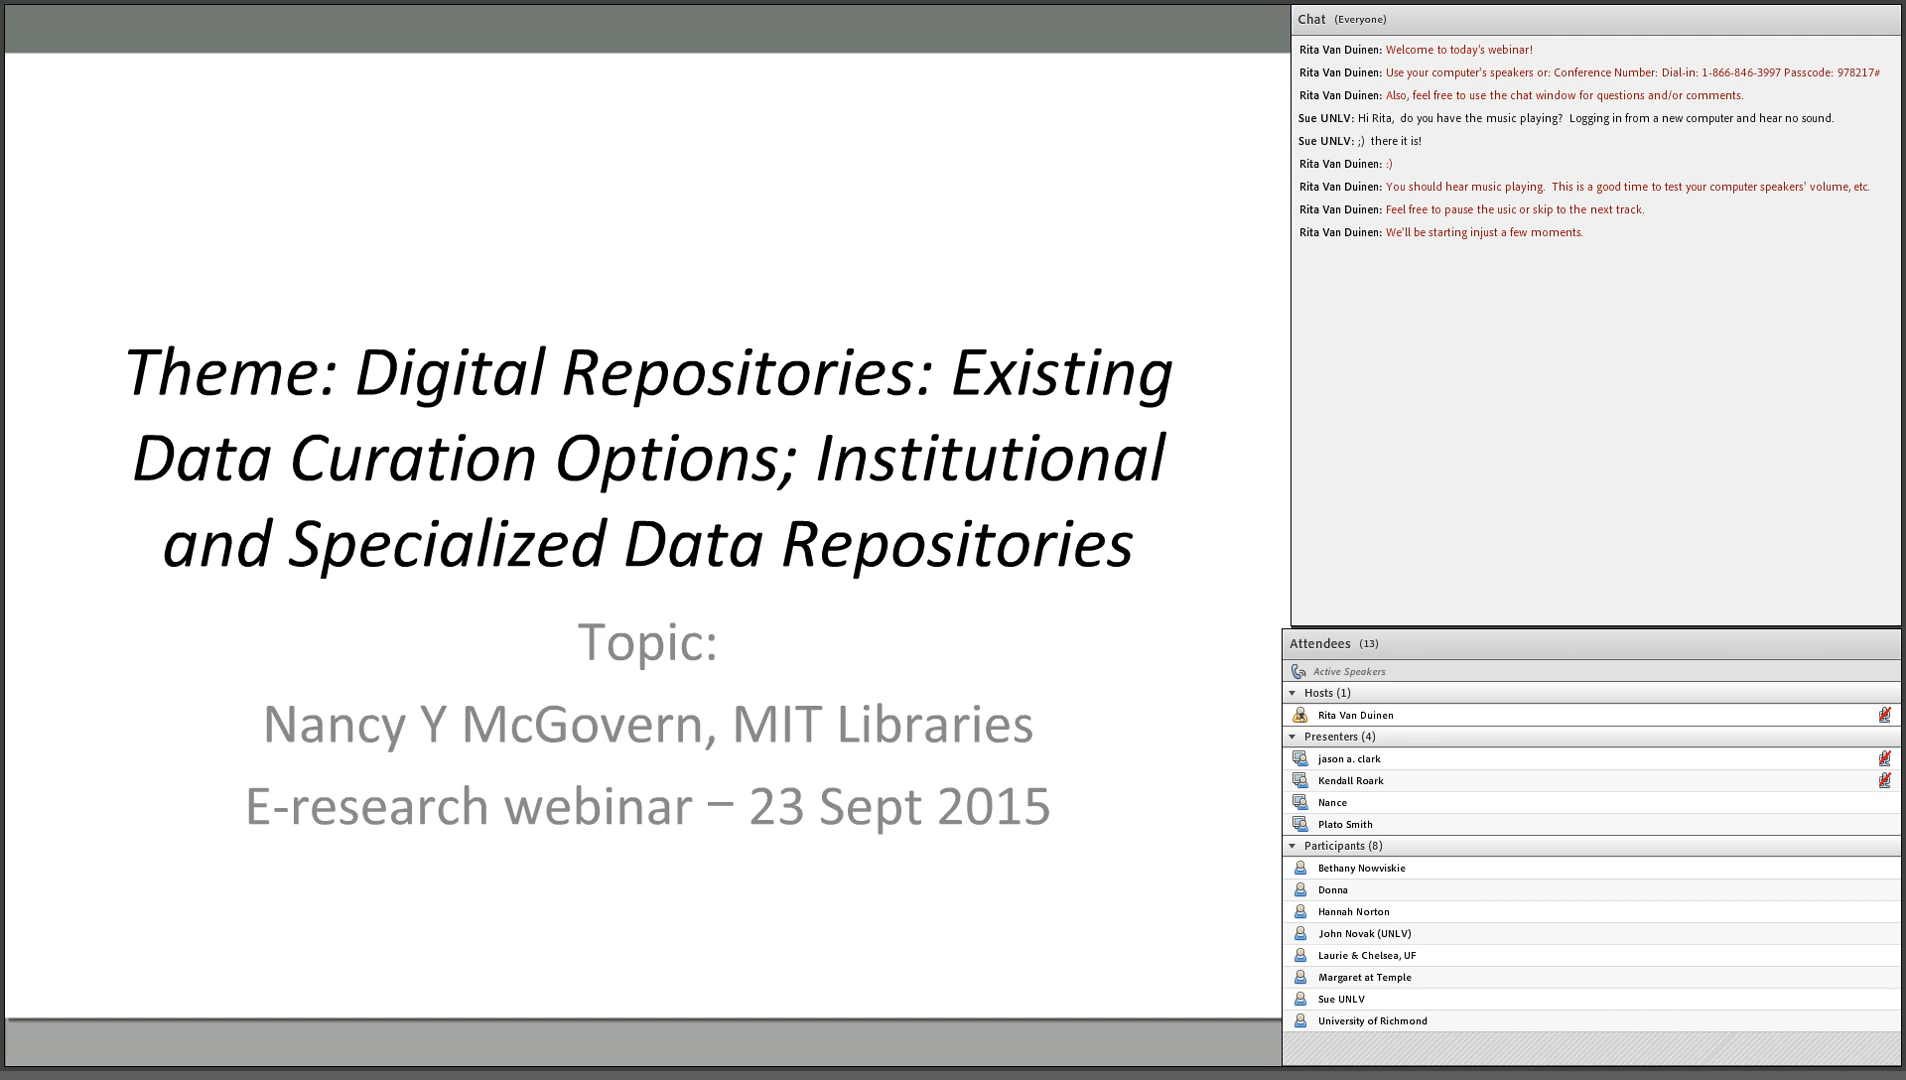 Theme: Digital Repositories: Existing
Data Curation Options; Institutional
and Specialized Data Repositories
Topic:
Nancy Y McGovern, MIT Libraries
E-research webinar – 23 Sept 2015
Chat (Everyone)
Rita Van Duinen: Welcome to today's webinar!
Rita Van Duinen: Use your computer's speakers or: Conference Number: Dial-in: 1-866-846-3997 Passcode: 978217#
Rita Van Duinen: Also, feel free to use the chat window for questions and/or comments.
Sue UNLV: Hi Rita, do you have the music playing? Logging in from a new computer and hear no sound.
Sue UNLV: ;) there it is!
Rita Van Duinen: :)
Rita Van Duinen: You should hear music playing. This is a good time to test your computer speakers' volume, etc.
Rita Van Duinen: Feel free to pause the usic or skip to the next track.
Rita Van Duinen: We'll be starting injust a few moments.
Attendees (13)
Active Speakers
Hosts (1)
Rita Van Duinen
Presenters (4)
jason a. clark
Kendall Roark
Nance
Plato Smith
Participants (8)
Bethany Nowviskie
Donna
Hannah Norton
John Novak (UNLV)
Laurie & Chelsea, UF
Margaret at Temple
Sue UNLV
University of Richmond